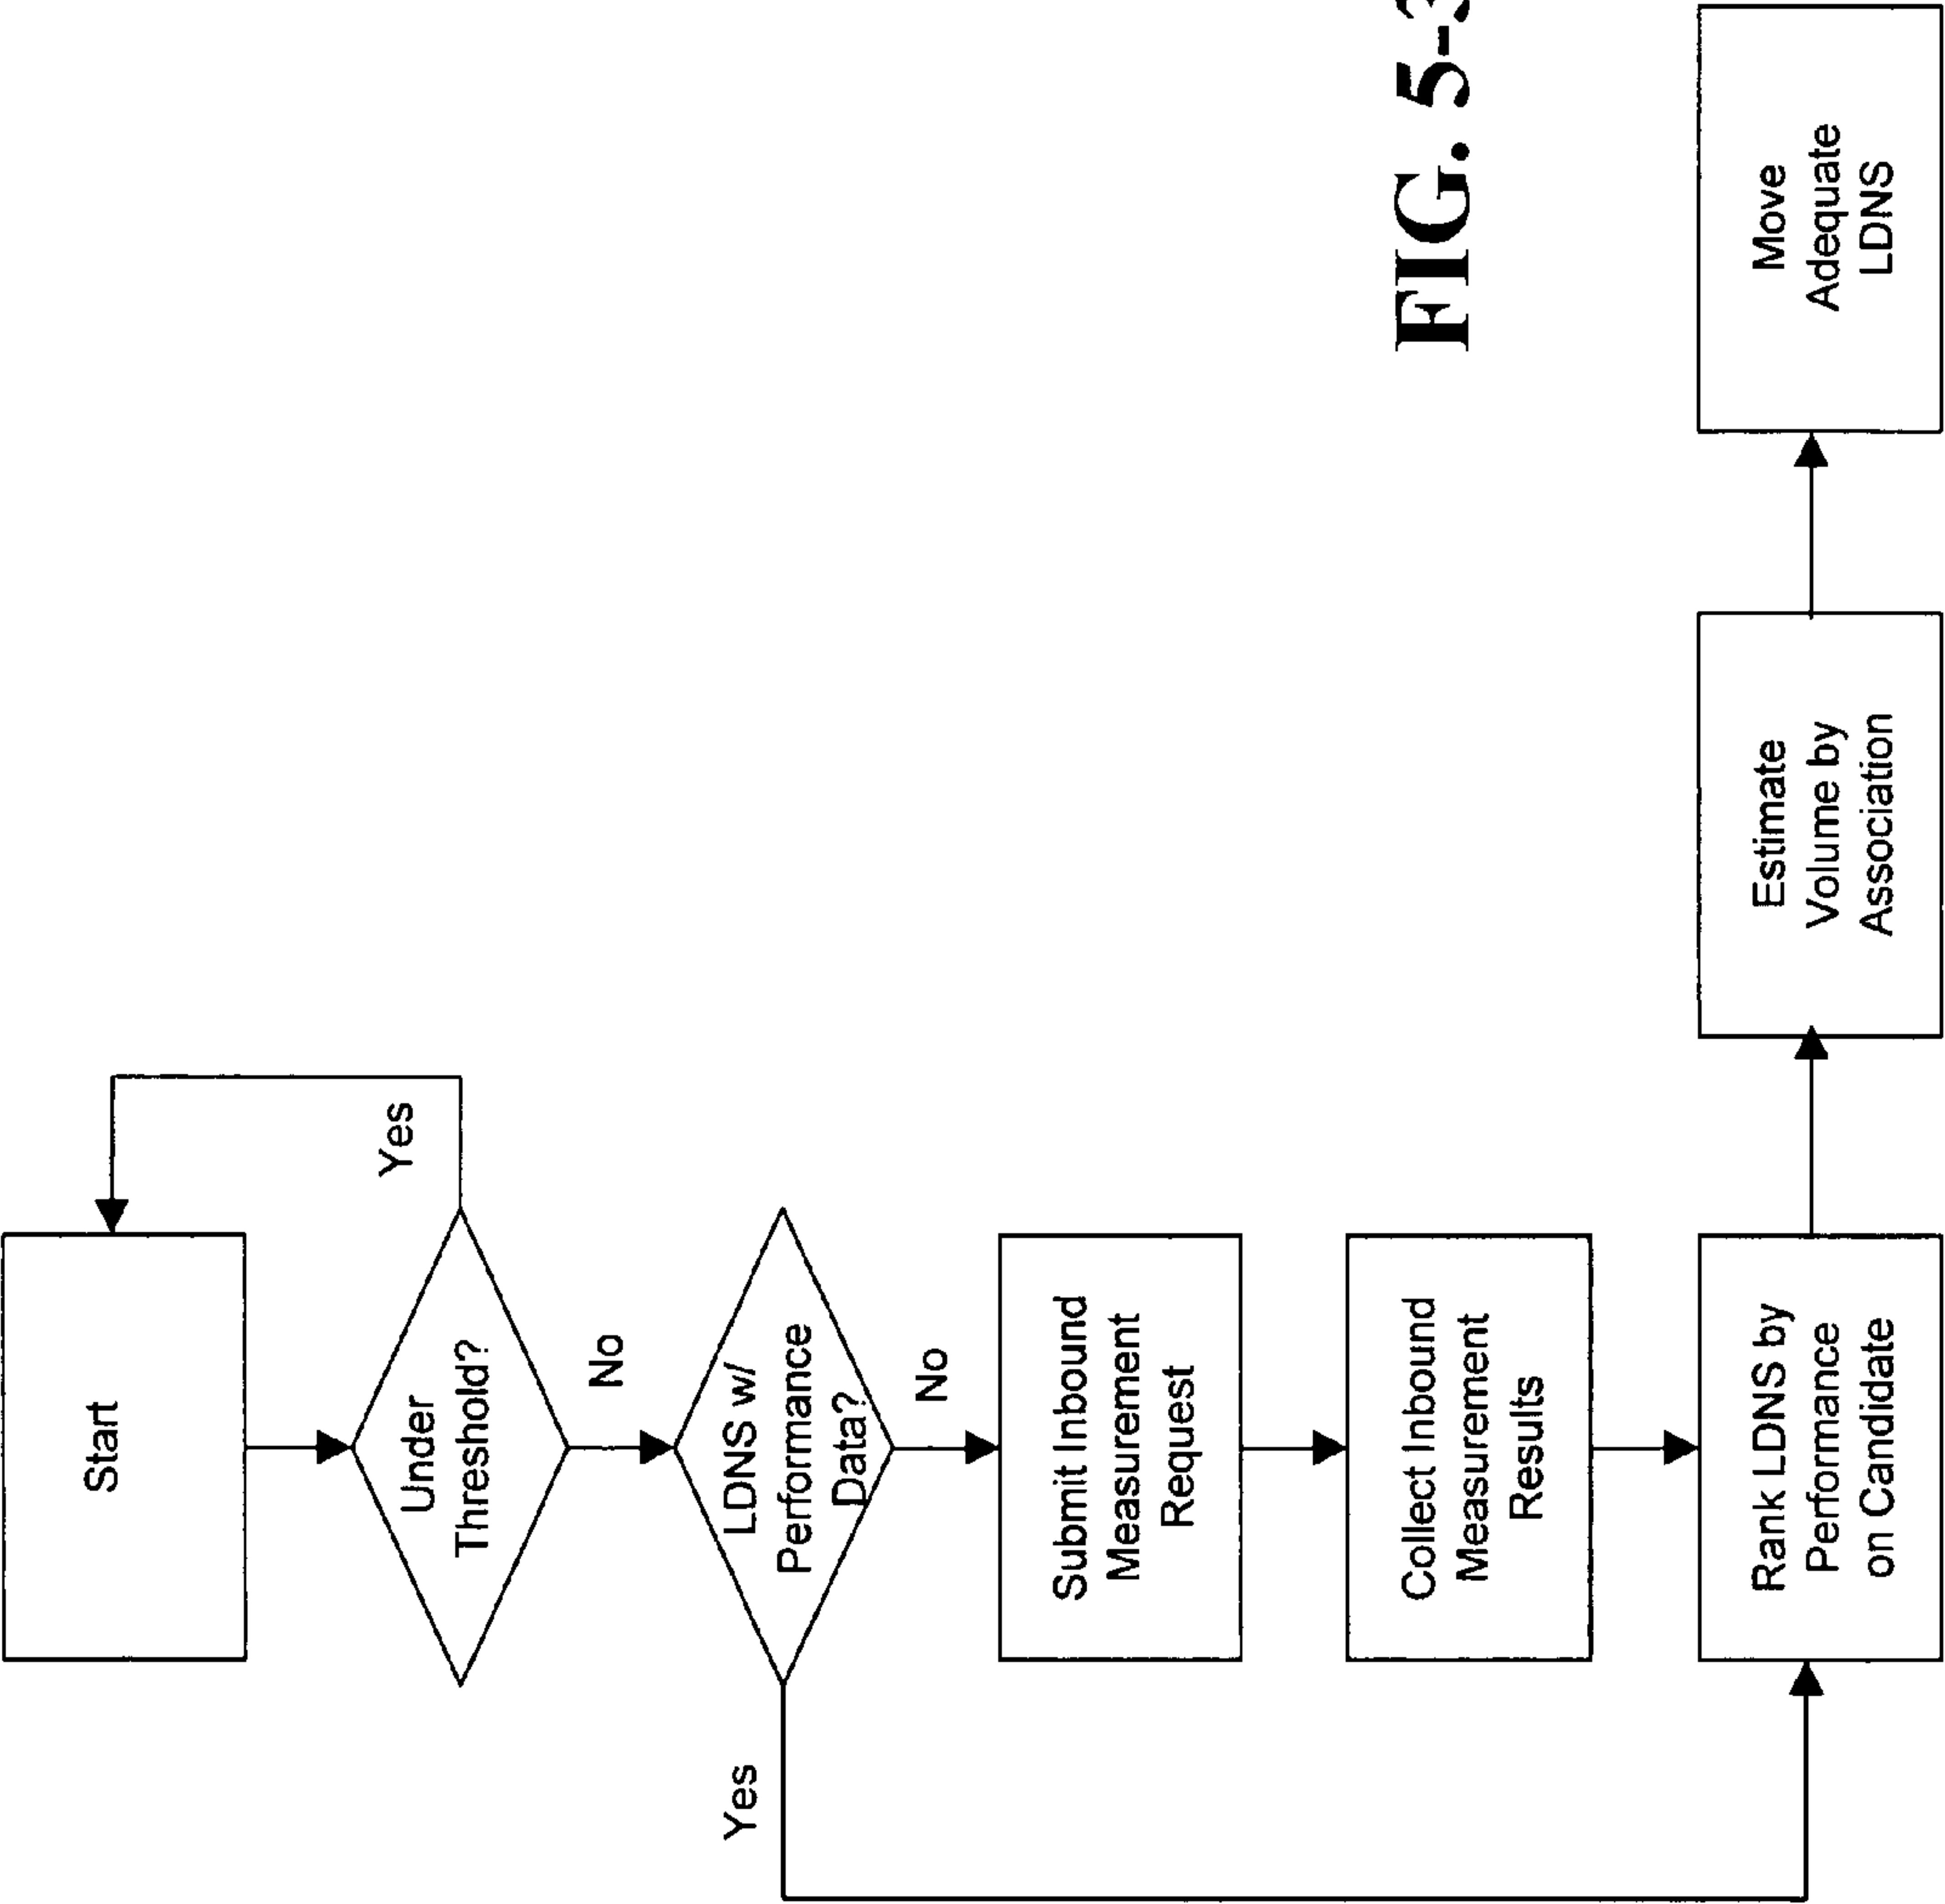 Start
Under
Threshold?
Yes
No
LDNS w/
Performance
Data?
Yes
No
Submit Inbound
Measurement
Request
Collect Inbound
Measurement
Results
Rank LDNS by
Performance
on Candidate
Estimate
Volume by
Association
Move
Adequate
LDNS
FIG. 5-3